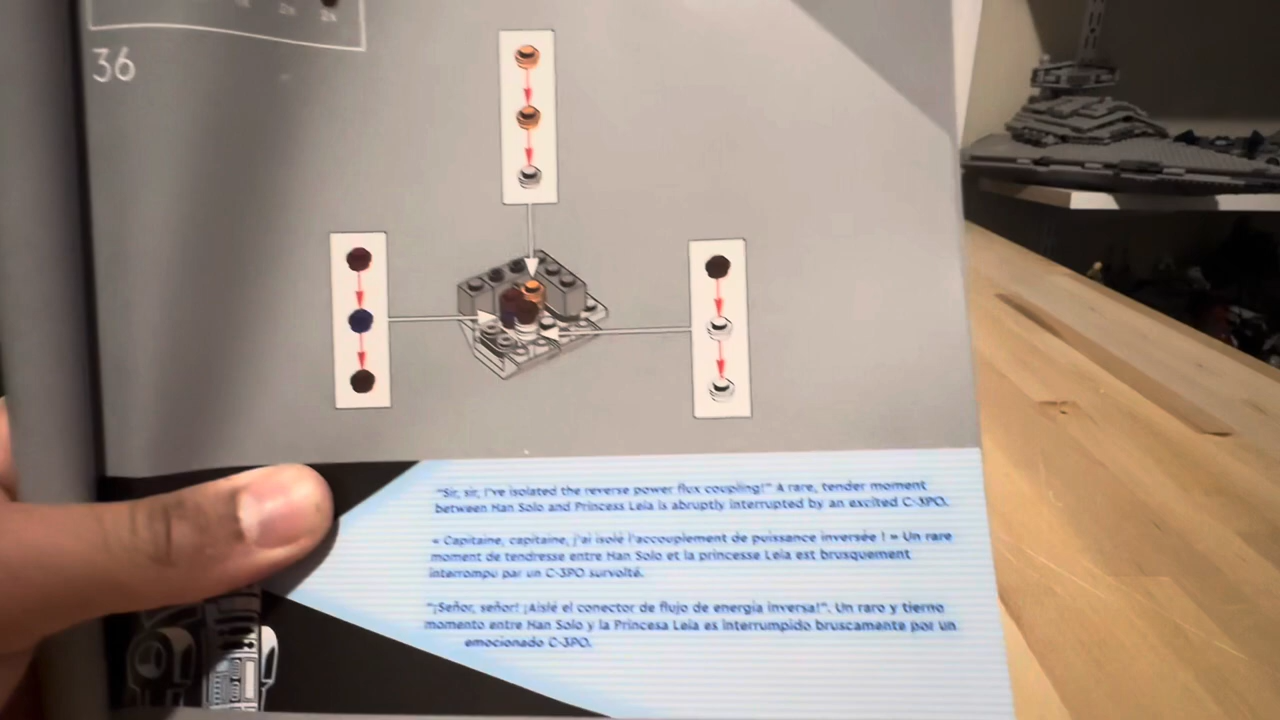 36
"Sir, sir, I've isolated the reverse power flux coupling!" A rare, tender moment
between Han Solo and Princess Leia is abruptly interrupted by an excited C-3PO.
« Capitaine, capitaine, j'ai isolé l'accouplement de puissance inversée ! » Un rare
moment de tendresse entre Han Solo et la princesse Leia est brusquement
interrompu par un C-3PO survolté.
"¡Señor, señor! ¡Aislé el conector de flujo de energía inversa!". Un raro y tierno
momento entre Han Solo y la Princesa Leia es interrumpido bruscamente por un
emocionado C-3PO.